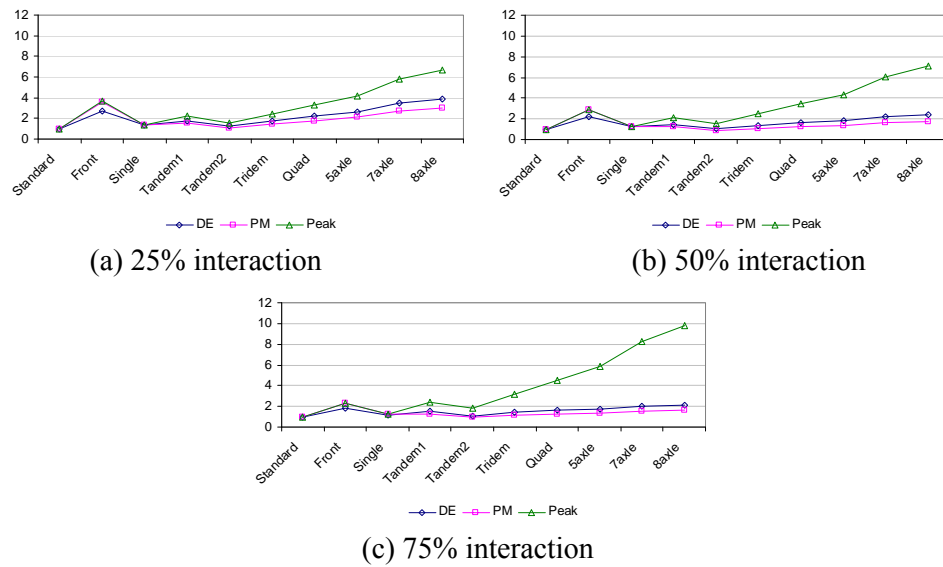 12
10
8
6
4
2
0
Standard
Front
Single
Tandem1
Tandem2
Tridem
Quad
5axle
7axle
8axle
DE PM Peak
(a) 25% interaction
12
10
8
6
4
2
0
Standard
Front
Single
Tandem1
Tandem2
Tridem
Quad
5axle
7axle
8axle
DE PM Peak
(b) 50% interaction
12
10
8
6
4
2
0
Standard
Front
Single
Tandem1
Tandem2
Tridem
Quad
5axle
7axle
8axle
DE PM Peak
(c) 75% interaction